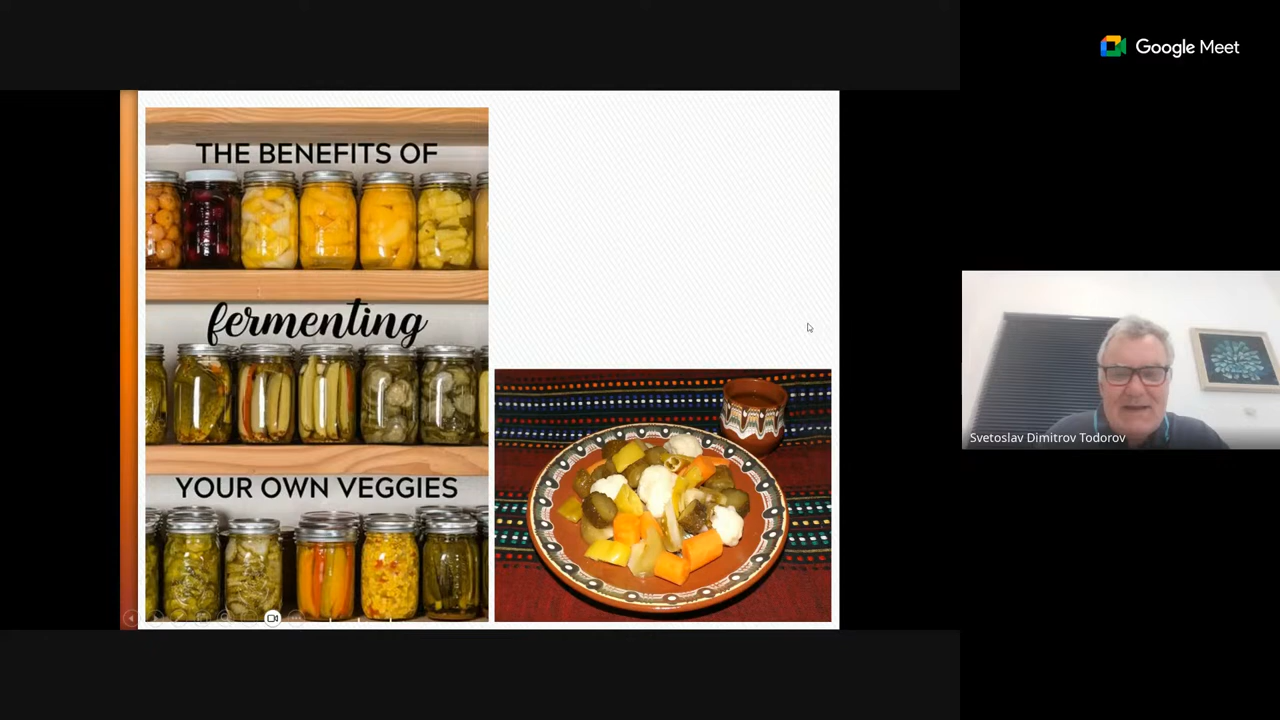 Google Meet
THE BENEFITS OF
fermenting
YOUR OWN VEGGIES
Svetoslav Dimitrov Todorov